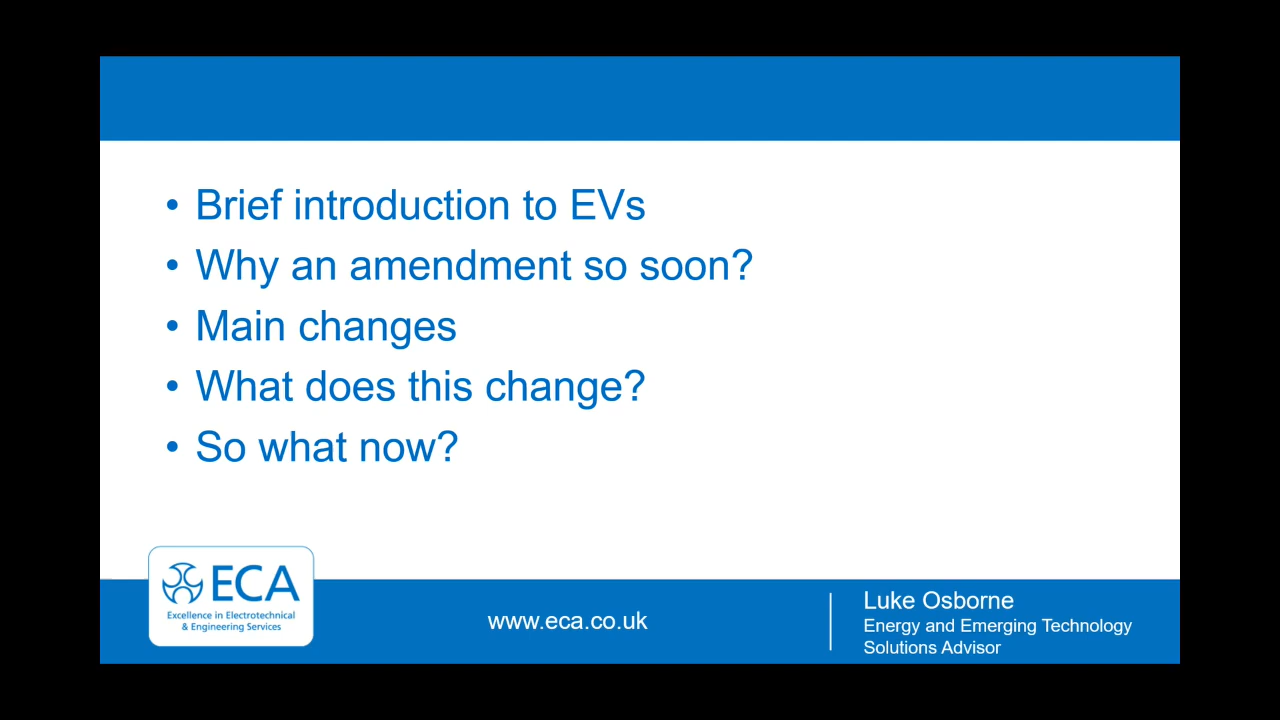 • Brief introduction to EVs
• Why an amendment so soon?
• Main changes
• What does this change?
• So what now?
ECA
Excellence in Electrotechnical
& Engineering Services
www.eca.co.uk
Luke Osborne
Energy and Emerging Technology
Solutions Advisor